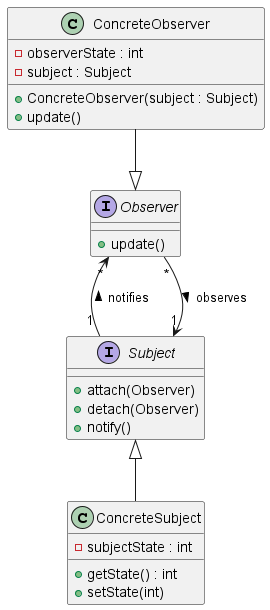 C ConcreteObserver
observerState : int
subject : Subject
ConcreteObserver(subject : Subject)
update()
I Observer
update()
* *
notifies observes
1 1
I Subject
attach(Observer)
detach(Observer)
notify()
C ConcreteSubject
subjectState : int
getState() : int
setState(int)